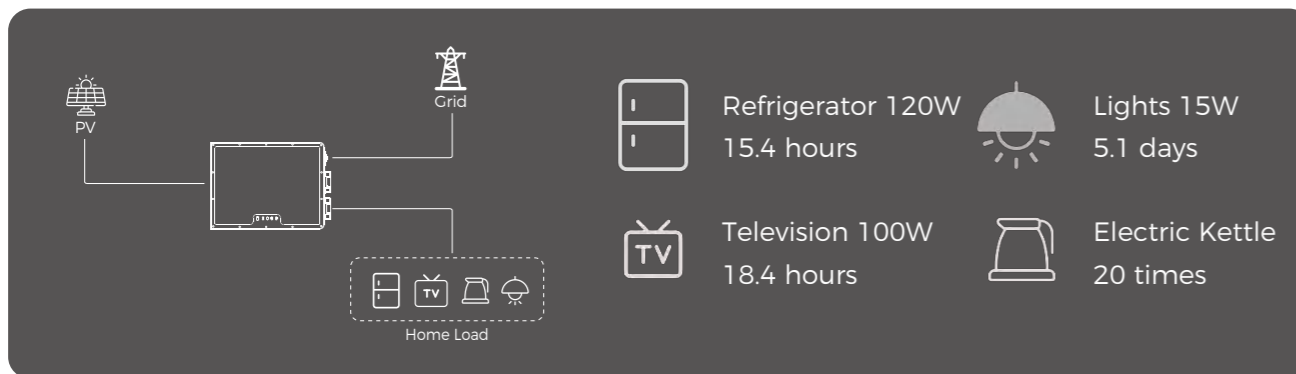 PV
Grid
TV
Home Load
Refrigerator 120W
15.4 hours
Lights 15W
5.1 days
TV
Television 100W
18.4 hours
Electric Kettle
20 times